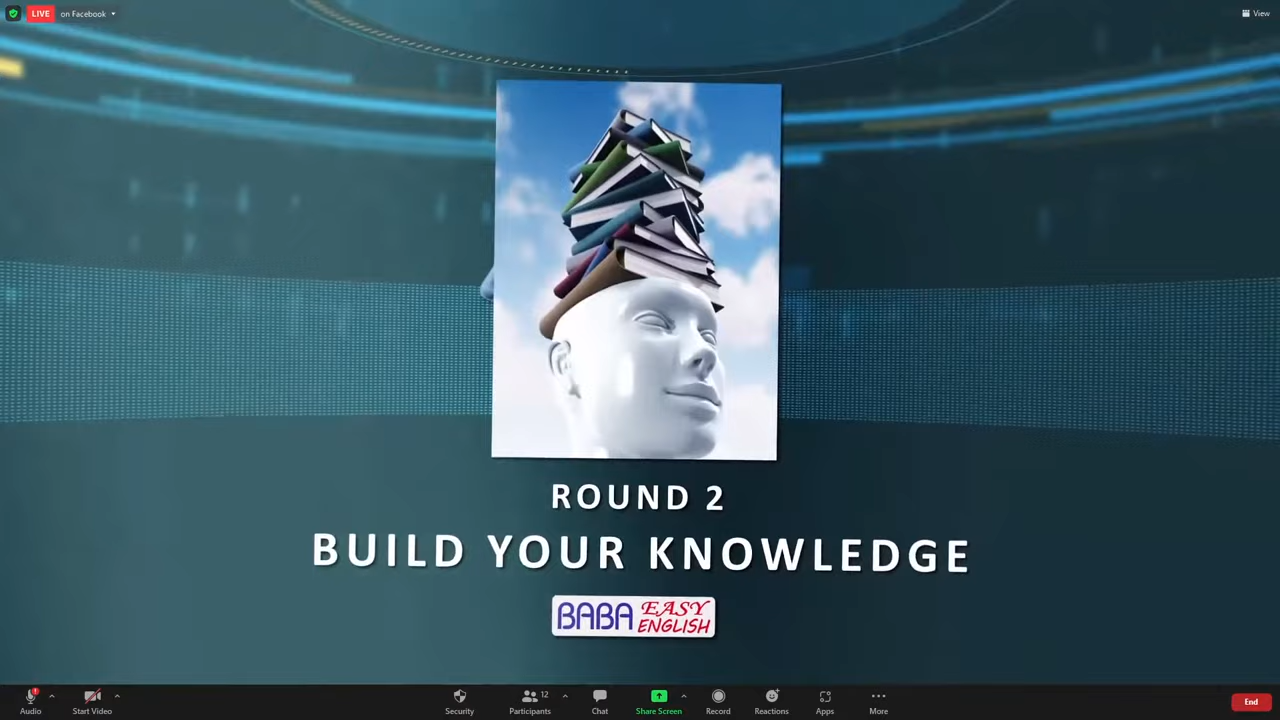 LIVE on Facebook
View
ROUND 2
BUILD YOUR KNOWLEDGE
BABA EASY ENGLISH
Audio
Start Video
Security
Participants 12
Chat
Share Screen
Record
Reactions
Apps
More
End